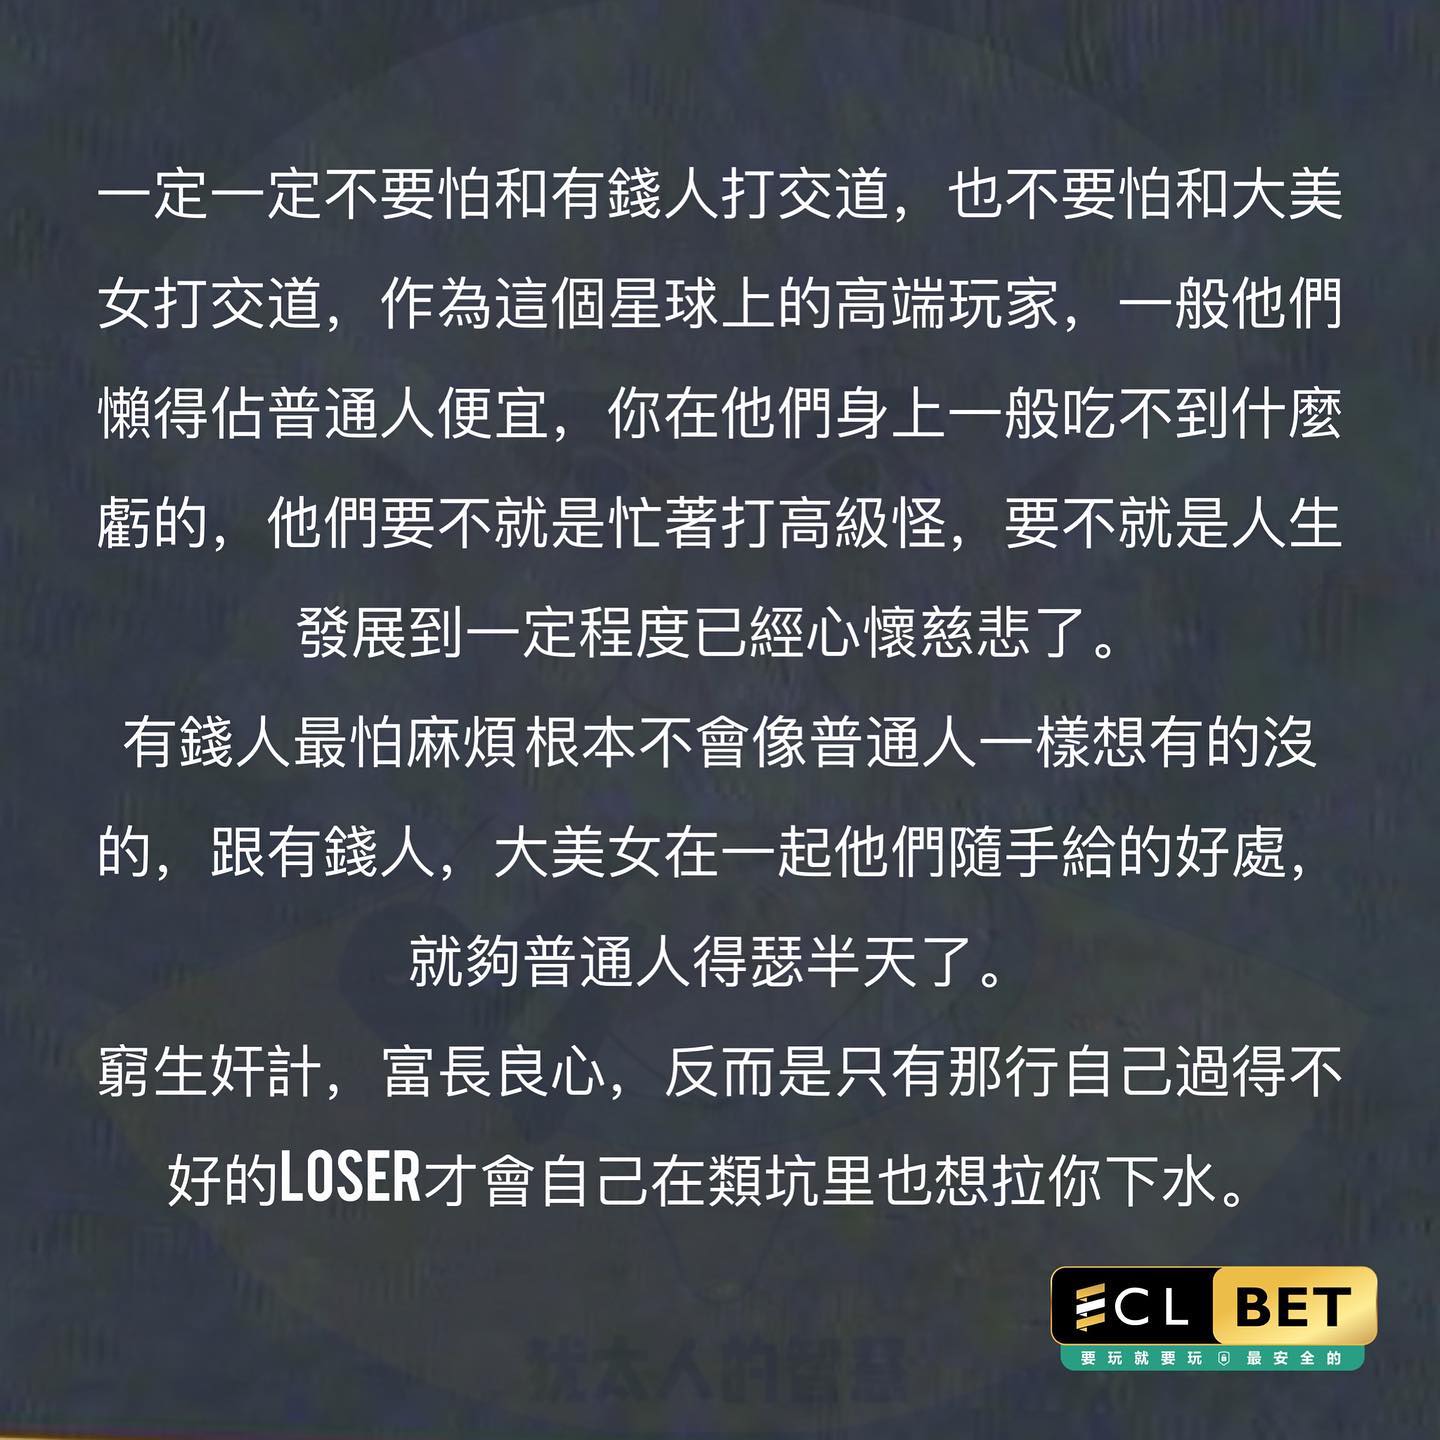 一定一定不要怕和有錢人打交道，也不要怕和大美
女打交道，作為這個星球上的高端玩家，一般他們
懶得佔普通人便宜，你在他們身上一般吃不到什麼
虧的，他們要不就是忙著打高級怪，要不就是人生
發展到一定程度已經心懷慈悲了。
有錢人最怕麻煩 根本不會像普通人一樣想有的沒
的，跟有錢人，大美女在一起他們隨手給的好處，
就夠普通人得瑟半天了。
窮生奸計，富長良心，反而是只有那行自己過得不
好的LOSER才會自己在類坑里也想拉你下水。
ECL BET
要玩就要玩 最安全的